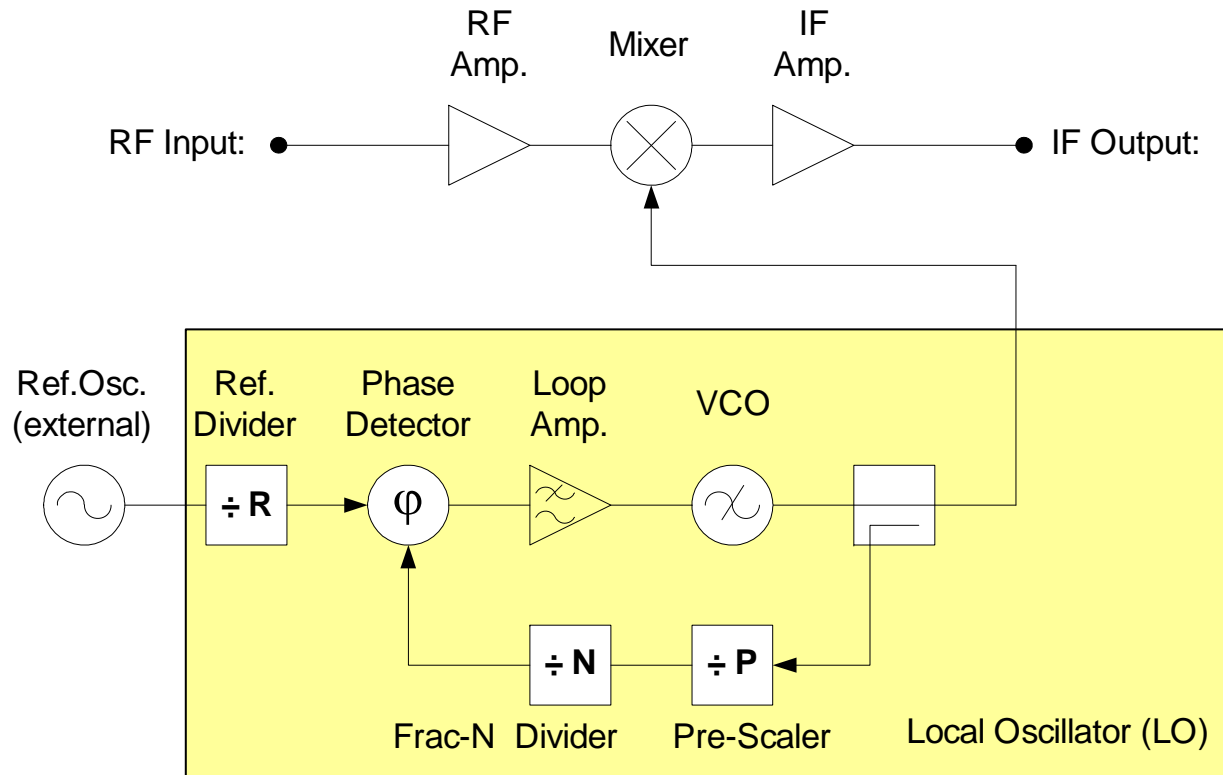 RF
Amp.
Mixer
IF
Amp.
RF Input:
IF Output:
Ref.Osc.
(external)
Ref.
Divider
Phase
Detector
Loop
Amp.
VCO
÷ R
φ
÷ N
÷ P
Frac-N Divider
Pre-Scaler
Local Oscillator (LO)